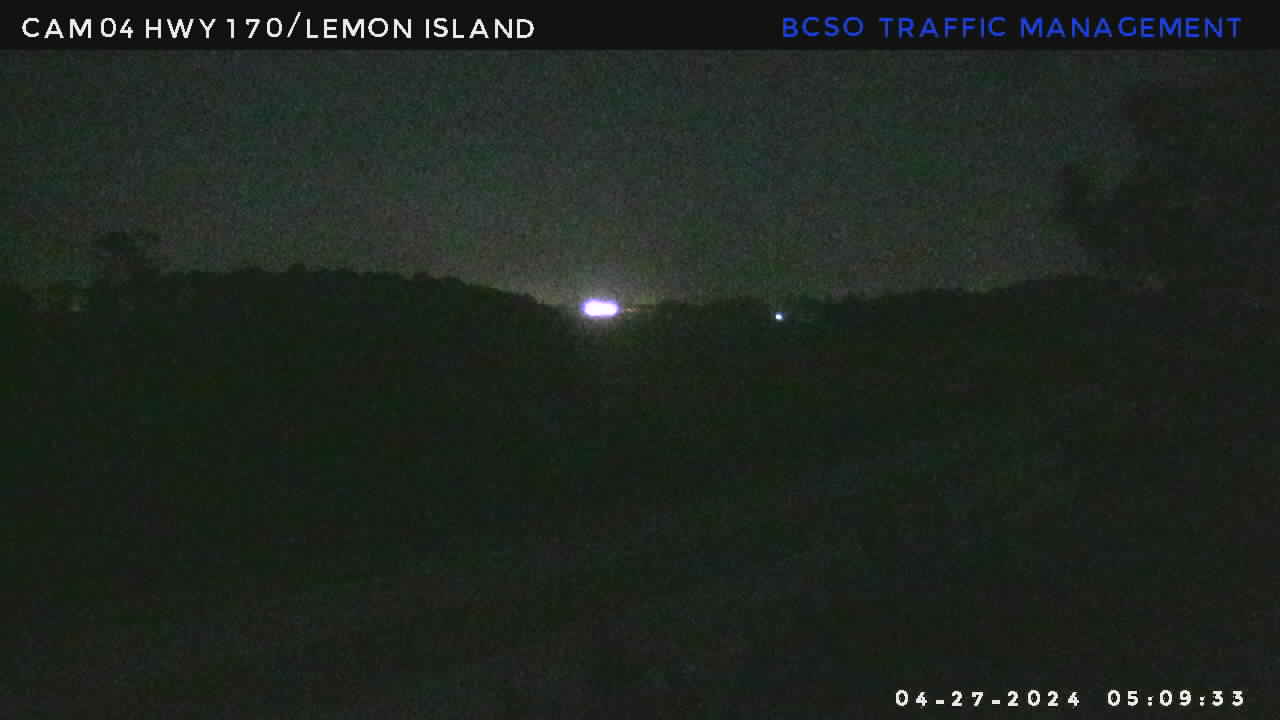 CAM04 HWY 170/LEMON ISLAND
BCSO TRAFFIC MANAGEMENT
04-27-2024 05:09:33